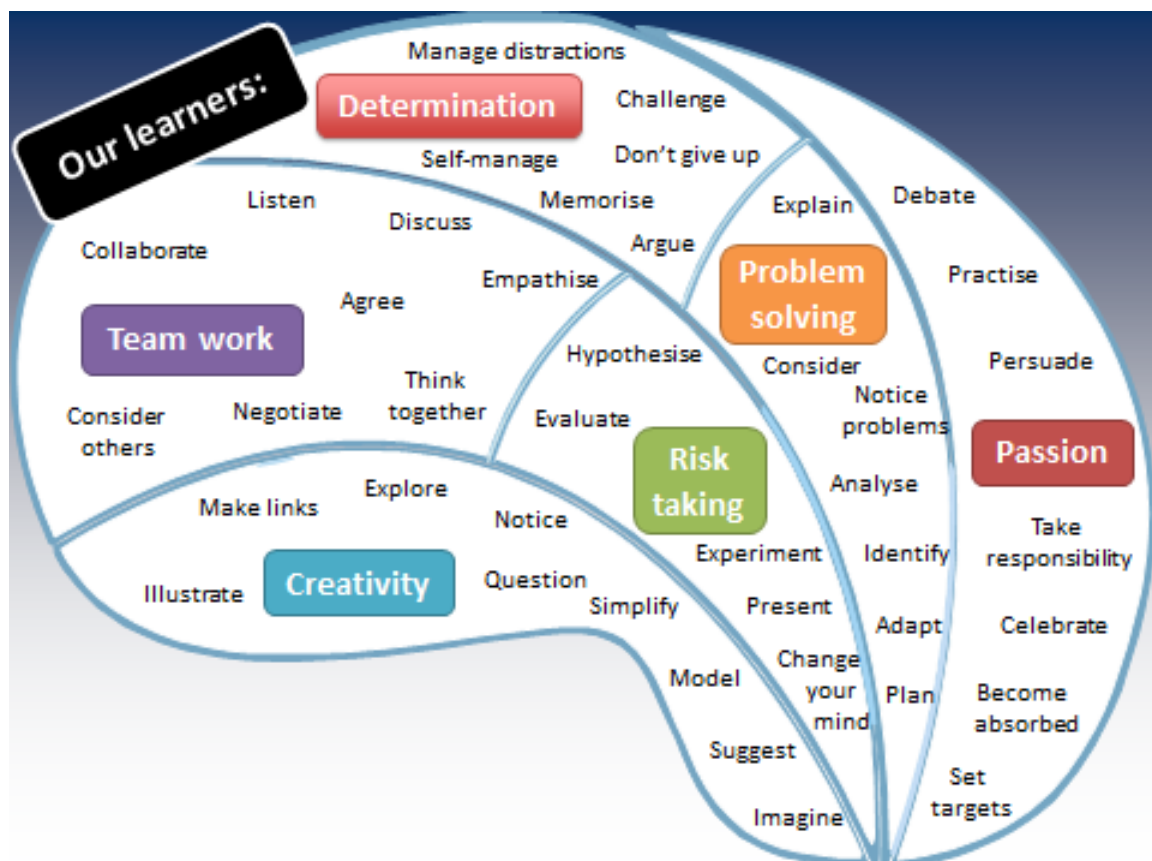 Our learners:
Manage distractions
Determination
Challenge
Self-manage
Don't give up
Memorise
Argue
Listen
Discuss
Collaborate
Empathise
Agree
Team work
Think
together
Negotiate
Consider
others
Explain
Problem
solving
Consider
Notice
problems
Analyse
Identify
Adapt
Plan
Hypothesise
Evaluate
Risk
taking
Experiment
Present
Change
your
mind
Make links
Explore
Notice
Illustrate
Creativity
Question
Simplify
Model
Suggest
Imagine
Debate
Practise
Persuade
Passion
Take
responsibility
Celebrate
Become
absorbed
Set
targets